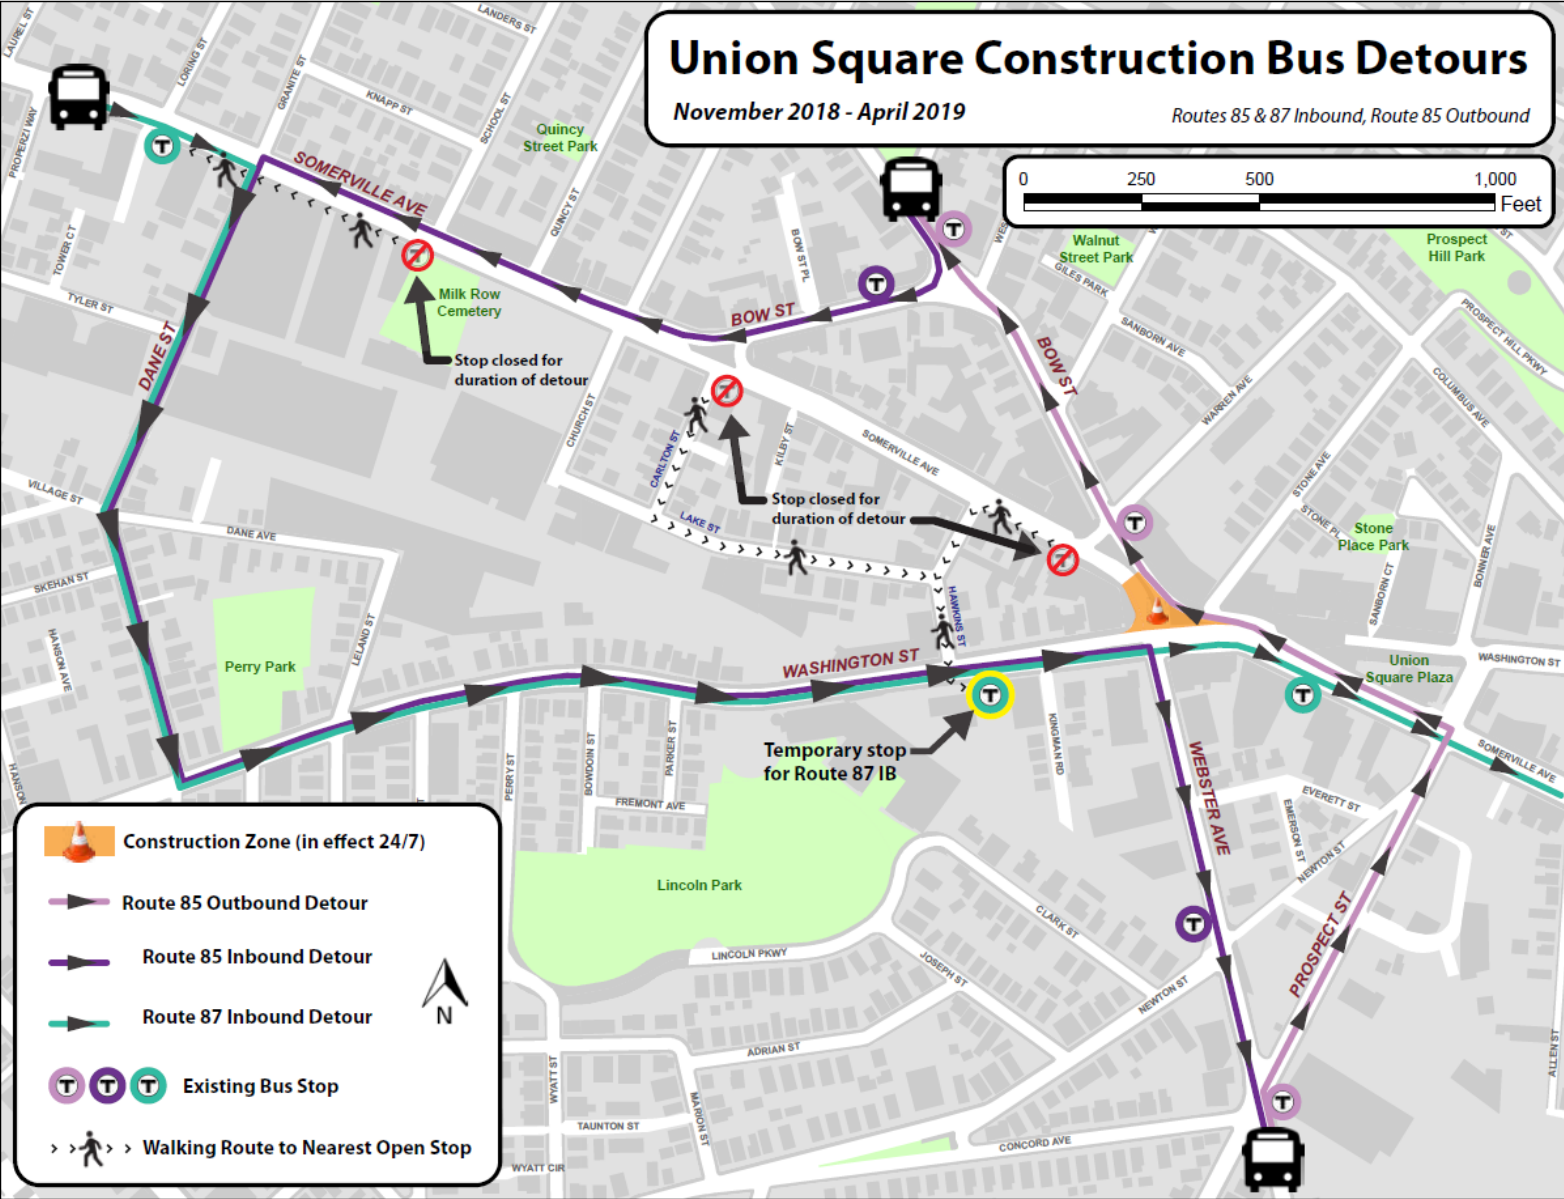 Union Square Construction Bus Detours
November 2018 - April 2019
Routes 85 & 87 Inbound, Route 85 Outbound
0 250 500 1,000
Feet
LAUREL ST
LORING ST
GRANITE ST
LANDERS ST
KNAPP ST
SCHOOL ST
PROPERZI WAY
Quincy
Street Park
QUINCY ST
SOMERVILLE AVE
TOWER CT
TYLER ST
Milk Row
Cemetery
BOW ST PL
BOW ST
Walnut
Street Park
GILES PARK
Prospect
Hill Park
PROSPECT HILL PKWY
SANBORN AVE
BOW ST
WARREN AVE
COLUMBUS AVE
DANE ST
Stop closed for
duration of detour
CHURCH ST
CARLTON ST
KILBY ST
SOMERVILLE AVE
STONE AVE
STONE PL
Stone
Place Park
SANBORN CT
BONNER AVE
VILLAGE ST
DANE AVE
LAKE ST
Stop closed for
duration of detour
SKEHAN ST
HANSON AVE
LELAND ST
Perry Park
HAWKINS ST
WASHINGTON ST
WASHINGTON ST
Union
Square Plaza
Temporary stop
for Route 87 IB
KINGMAN RD
WEBSTER AVE
SOMERVILLE AVE
HANSON
PERRY ST
BOWDOIN ST
PARKER ST
FREMONT AVE
EVERETT ST
EMERSON ST
NEWTON ST
PROSPECT ST
Lincoln Park
LINCOLN PKWY
CLARK ST
JOSEPH ST
NEWTON ST
ADRIAN ST
WYATT ST
MARION ST
TAUNTON ST
WYATT CIR
CONCORD AVE
ALLEN ST
Construction Zone (in effect 24/7)
Route 85 Outbound Detour
Route 85 Inbound Detour
Route 87 Inbound Detour
N
T T T Existing Bus Stop
Walking Route to Nearest Open Stop